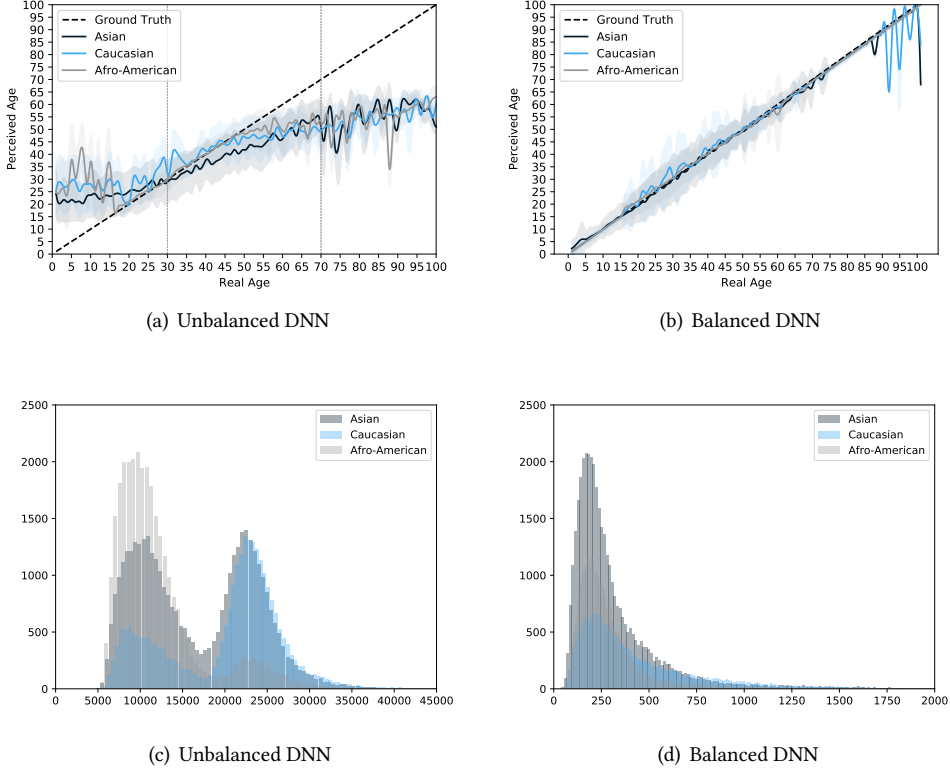 100
95
90
85
80
75
70
65
60
55
50
45
40
35
30
25
20
15
10
5
0
Perceived Age
Ground Truth
Asian
Caucasian
Afro-American
0 5 10 15 20 25 30 35 40 45 50 55 60 65 70 75 80 85 90 95 100
Real Age
(a) Unbalanced DNN
100
95
90
85
80
75
70
65
60
55
50
45
40
35
30
25
20
15
10
5
0
Perceived Age
Ground Truth
Asian
Caucasian
Afro-American
0 5 10 15 20 25 30 35 40 45 50 55 60 65 70 75 80 85 90 95 101
Real Age
(b) Balanced DNN
2500
2000
1500
1000
500
0
Asian
Caucasian
Afro-American
0 5000 10000 15000 20000 25000 30000 35000 40000 45000
(c) Unbalanced DNN
2500
2000
1500
1000
500
0
Asian
Caucasian
Afro-American
0 250 500 750 1000 1250 1500 1750 2000
(d) Balanced DNN